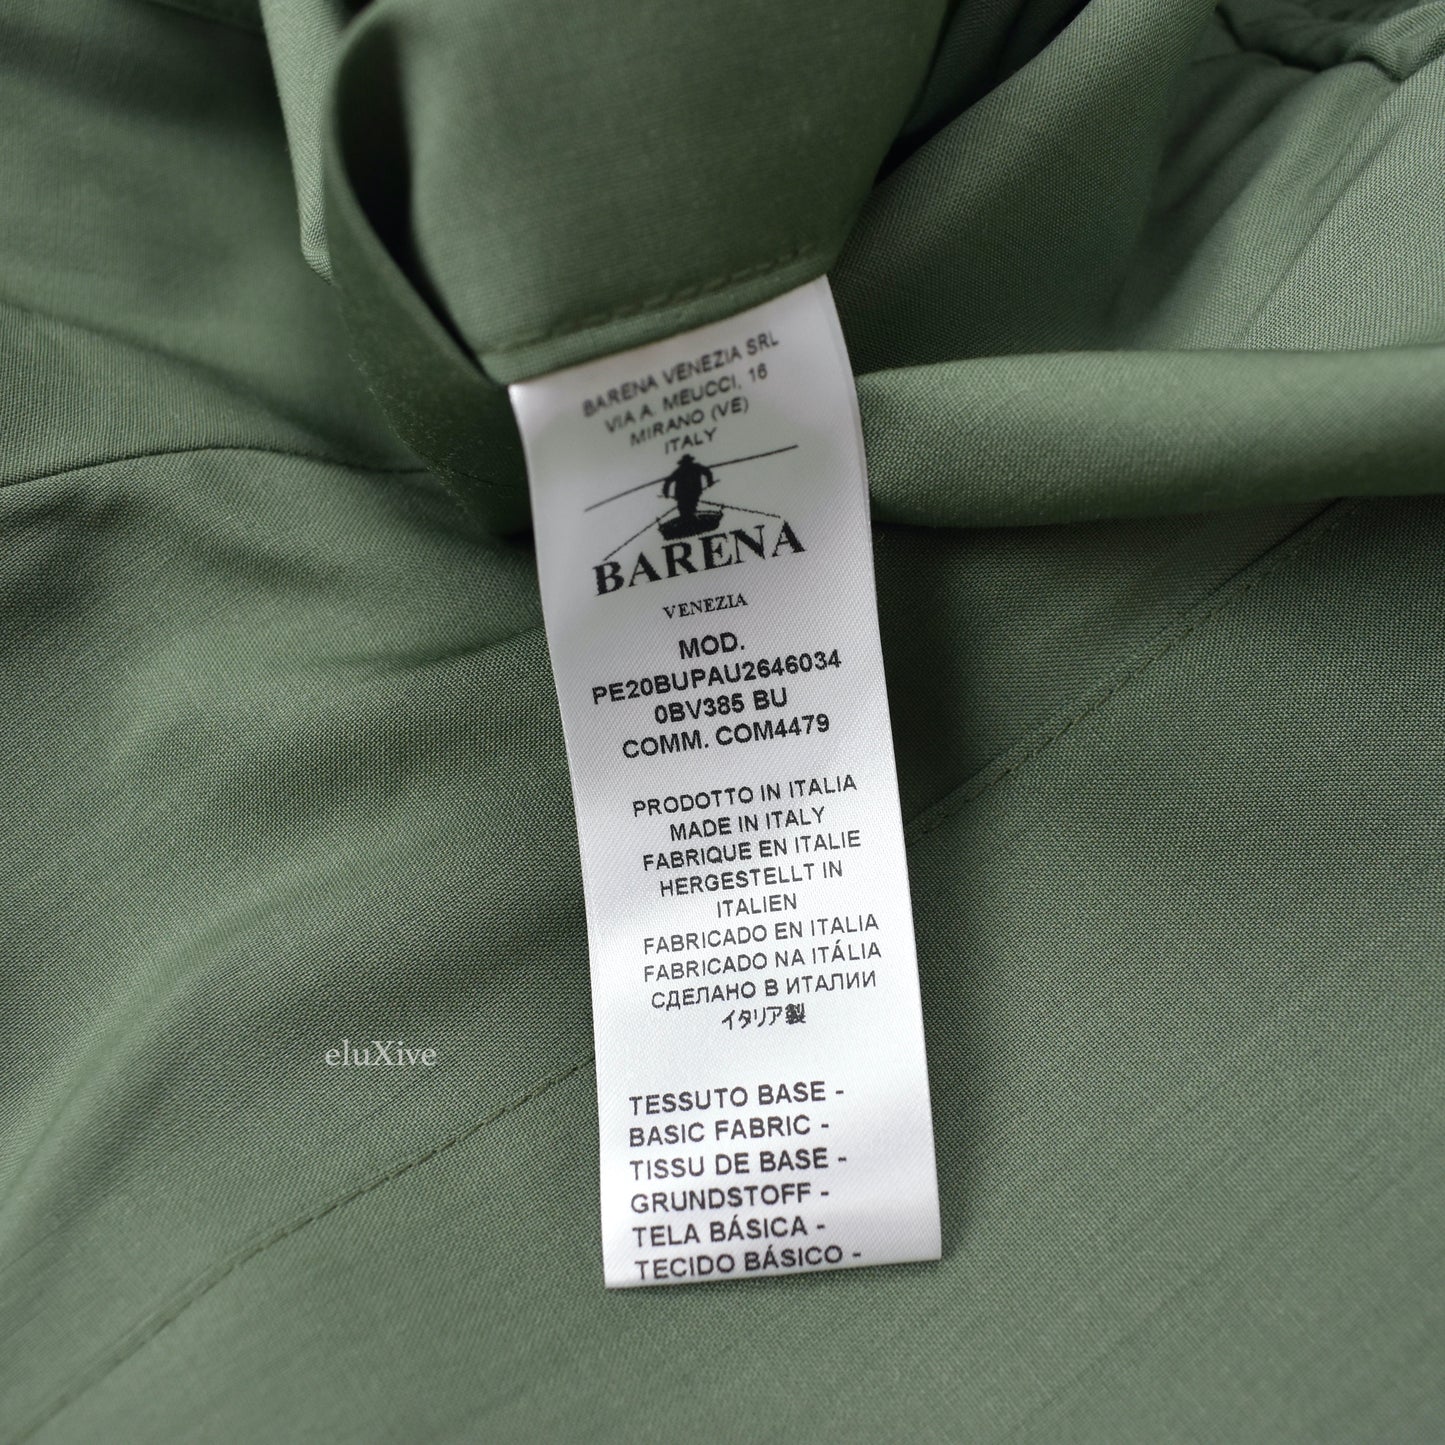 BARENA VENEZIA SRL
VIA A. MEUCCI, 16
MIRANO (VE)
ITALY
BARENA
VENEZIA
MOD.
PE20BUPAU2646034
0BV385 BU
COMM. COM4479
PRODOTTO IN ITALIA
MADE IN ITALY
FABRIQUE EN ITALIE
HERGESTELLT IN
ITALIEN
FABRICADO EN ITALIA
FABRICADO NA ITÁLIA
СДЕЛАНО В ИТАЛИИ
イタリア製
eluXive
TESSUTO BASE -
BASIC FABRIC -
TISSU DE BASE -
GRUNDSTOFF -
TELA BÁSICA -
TECIDO BÁSICO -